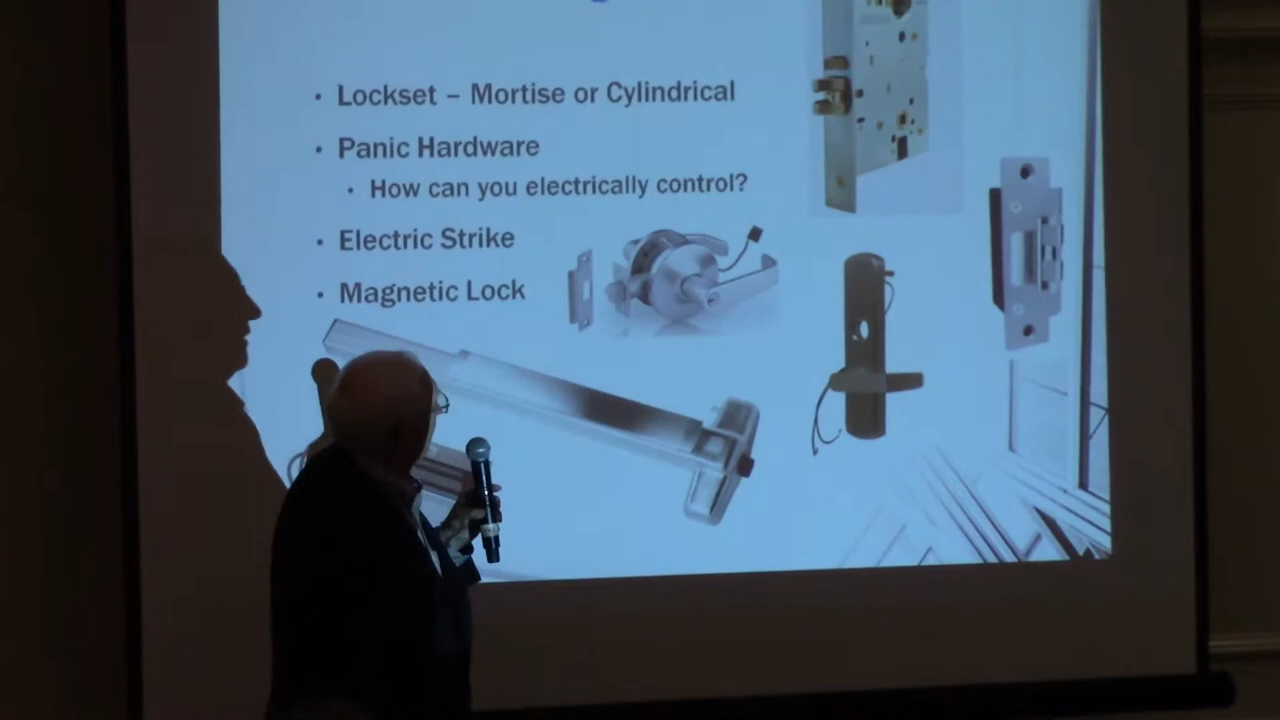 • Lockset – Mortise or Cylindrical
• Panic Hardware
• How can you electrically control?
• Electric Strike
• Magnetic Lock